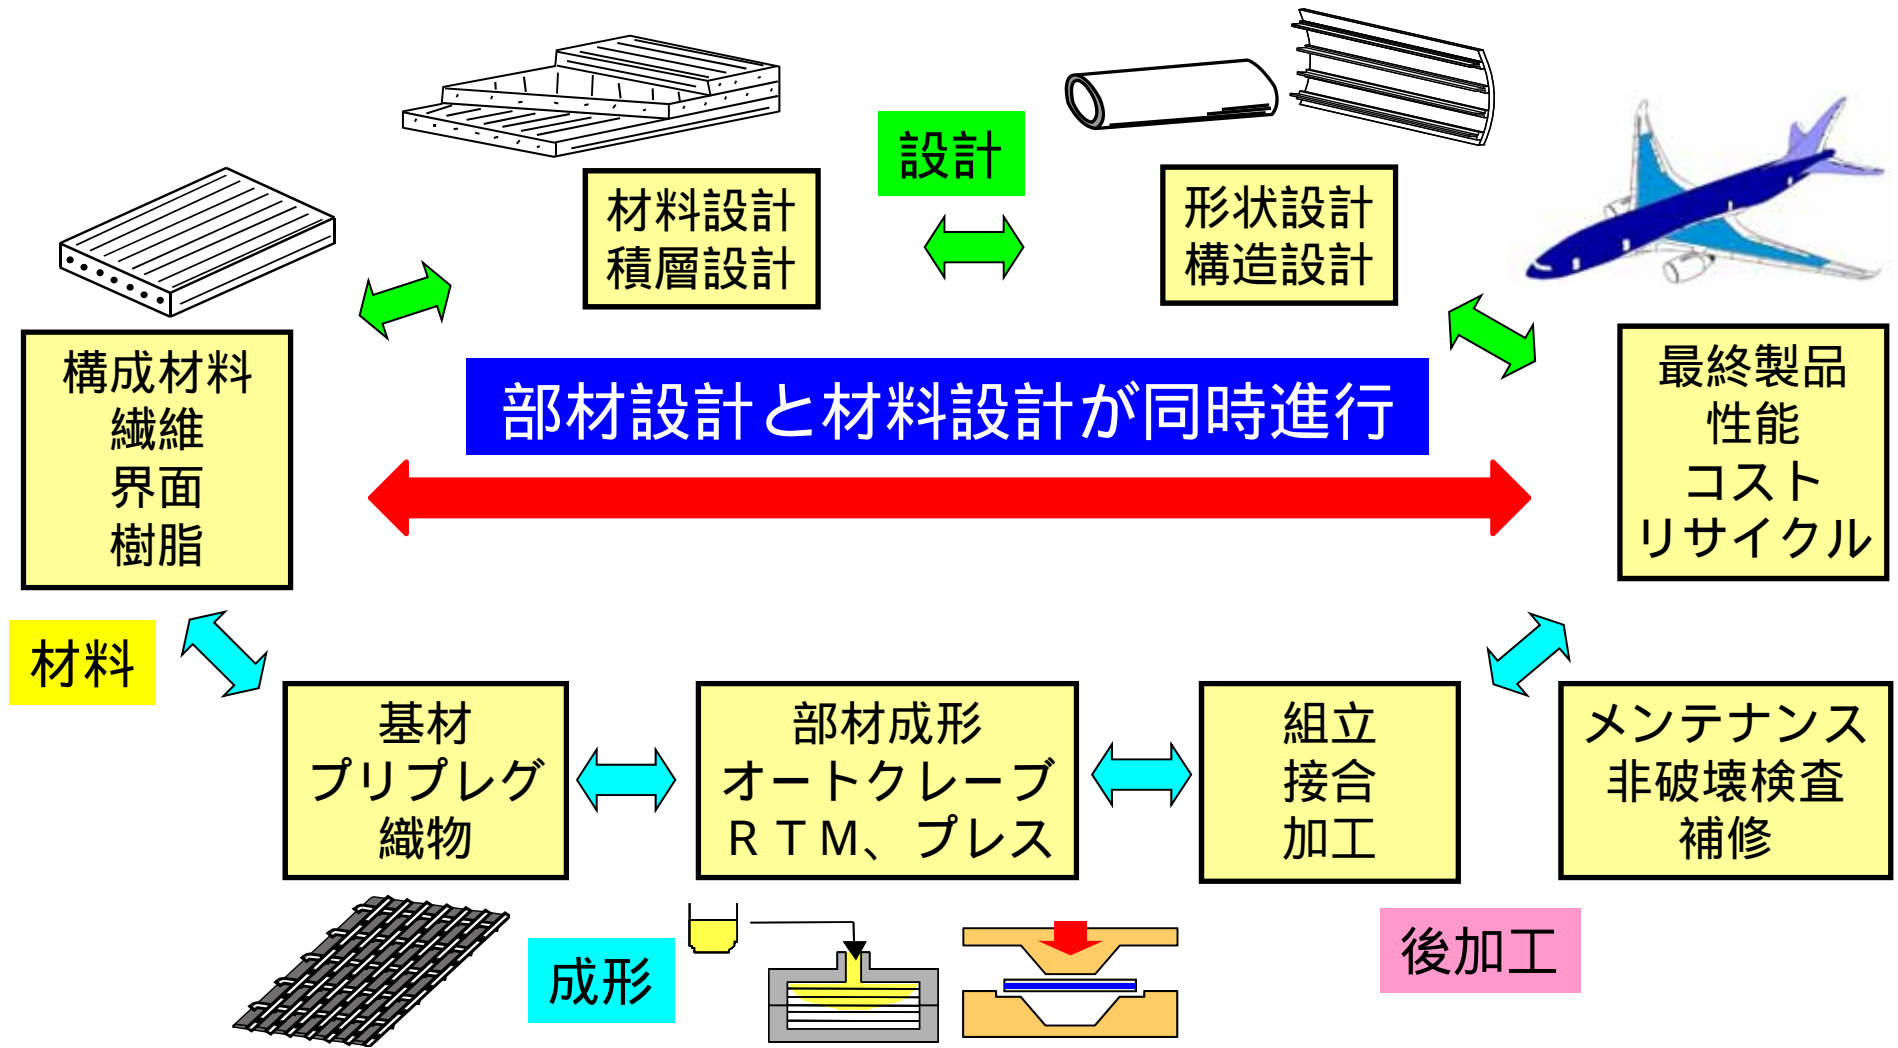 設計
材料設計
積層設計
形状設計
構造設計
構成材料
繊維
界面
樹脂
部材設計と材料設計が同時進行
最終製品
性能
コスト
リサイクル
材料
基材
プリプレグ
織物
部材成形
オートクレーブ
ＲＴＭ、プレス
組立
接合
加工
メンテナンス
非破壊検査
補修
成形
後加工